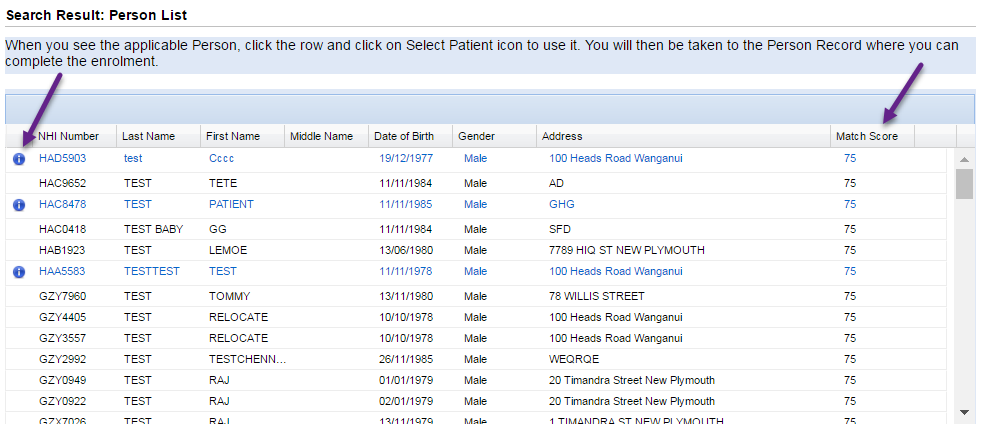 Search Result: Person List
When you see the applicable Person, click the row and click on Select Patient icon to use it. You will then be taken to the Person Record where you can
complete the enrolment.
NHI Number Last Name First Name Middle Name Date of Birth Gender Address Match Score
HAD5903 test Cccc 19/12/1977 Male 100 Heads Road Wanganui 75
HAC9652 TEST TETE 11/11/1984 Male AD 75
HAC8478 TEST PATIENT 11/11/1985 Male GHG 75
HAC0418 TEST BABY GG 11/11/1984 Male SFD 75
HAB1923 TEST LEMOE 13/06/1980 Male 7789 HIQ ST NEW PLYMOUTH 75
HAA5583 TESTTEST TEST 11/11/1978 Male 100 Heads Road Wanganui 75
GZY7960 TEST TOMMY 13/11/1980 Male 78 WILLIS STREET 75
GZY4405 TEST RELOCATE 10/10/1978 Male 100 Heads Road Wanganui 75
GZY3557 TEST RELOCATE 10/10/1978 Male 100 Heads Road Wanganui 75
GZY2992 TEST TESTCHENN... 26/11/1985 Male WEQRQE 75
GZY0949 TEST RAJ 01/01/1979 Male 20 Timandra Street New Plymouth 75
GZY0922 TEST RAJ 02/01/1979 Male 20 Timandra Street New Plymouth 75
GZX7026 TEST RAJ 13/11/1979 Male 1 TIMANDRA ST NEW PLYMOUTH 75